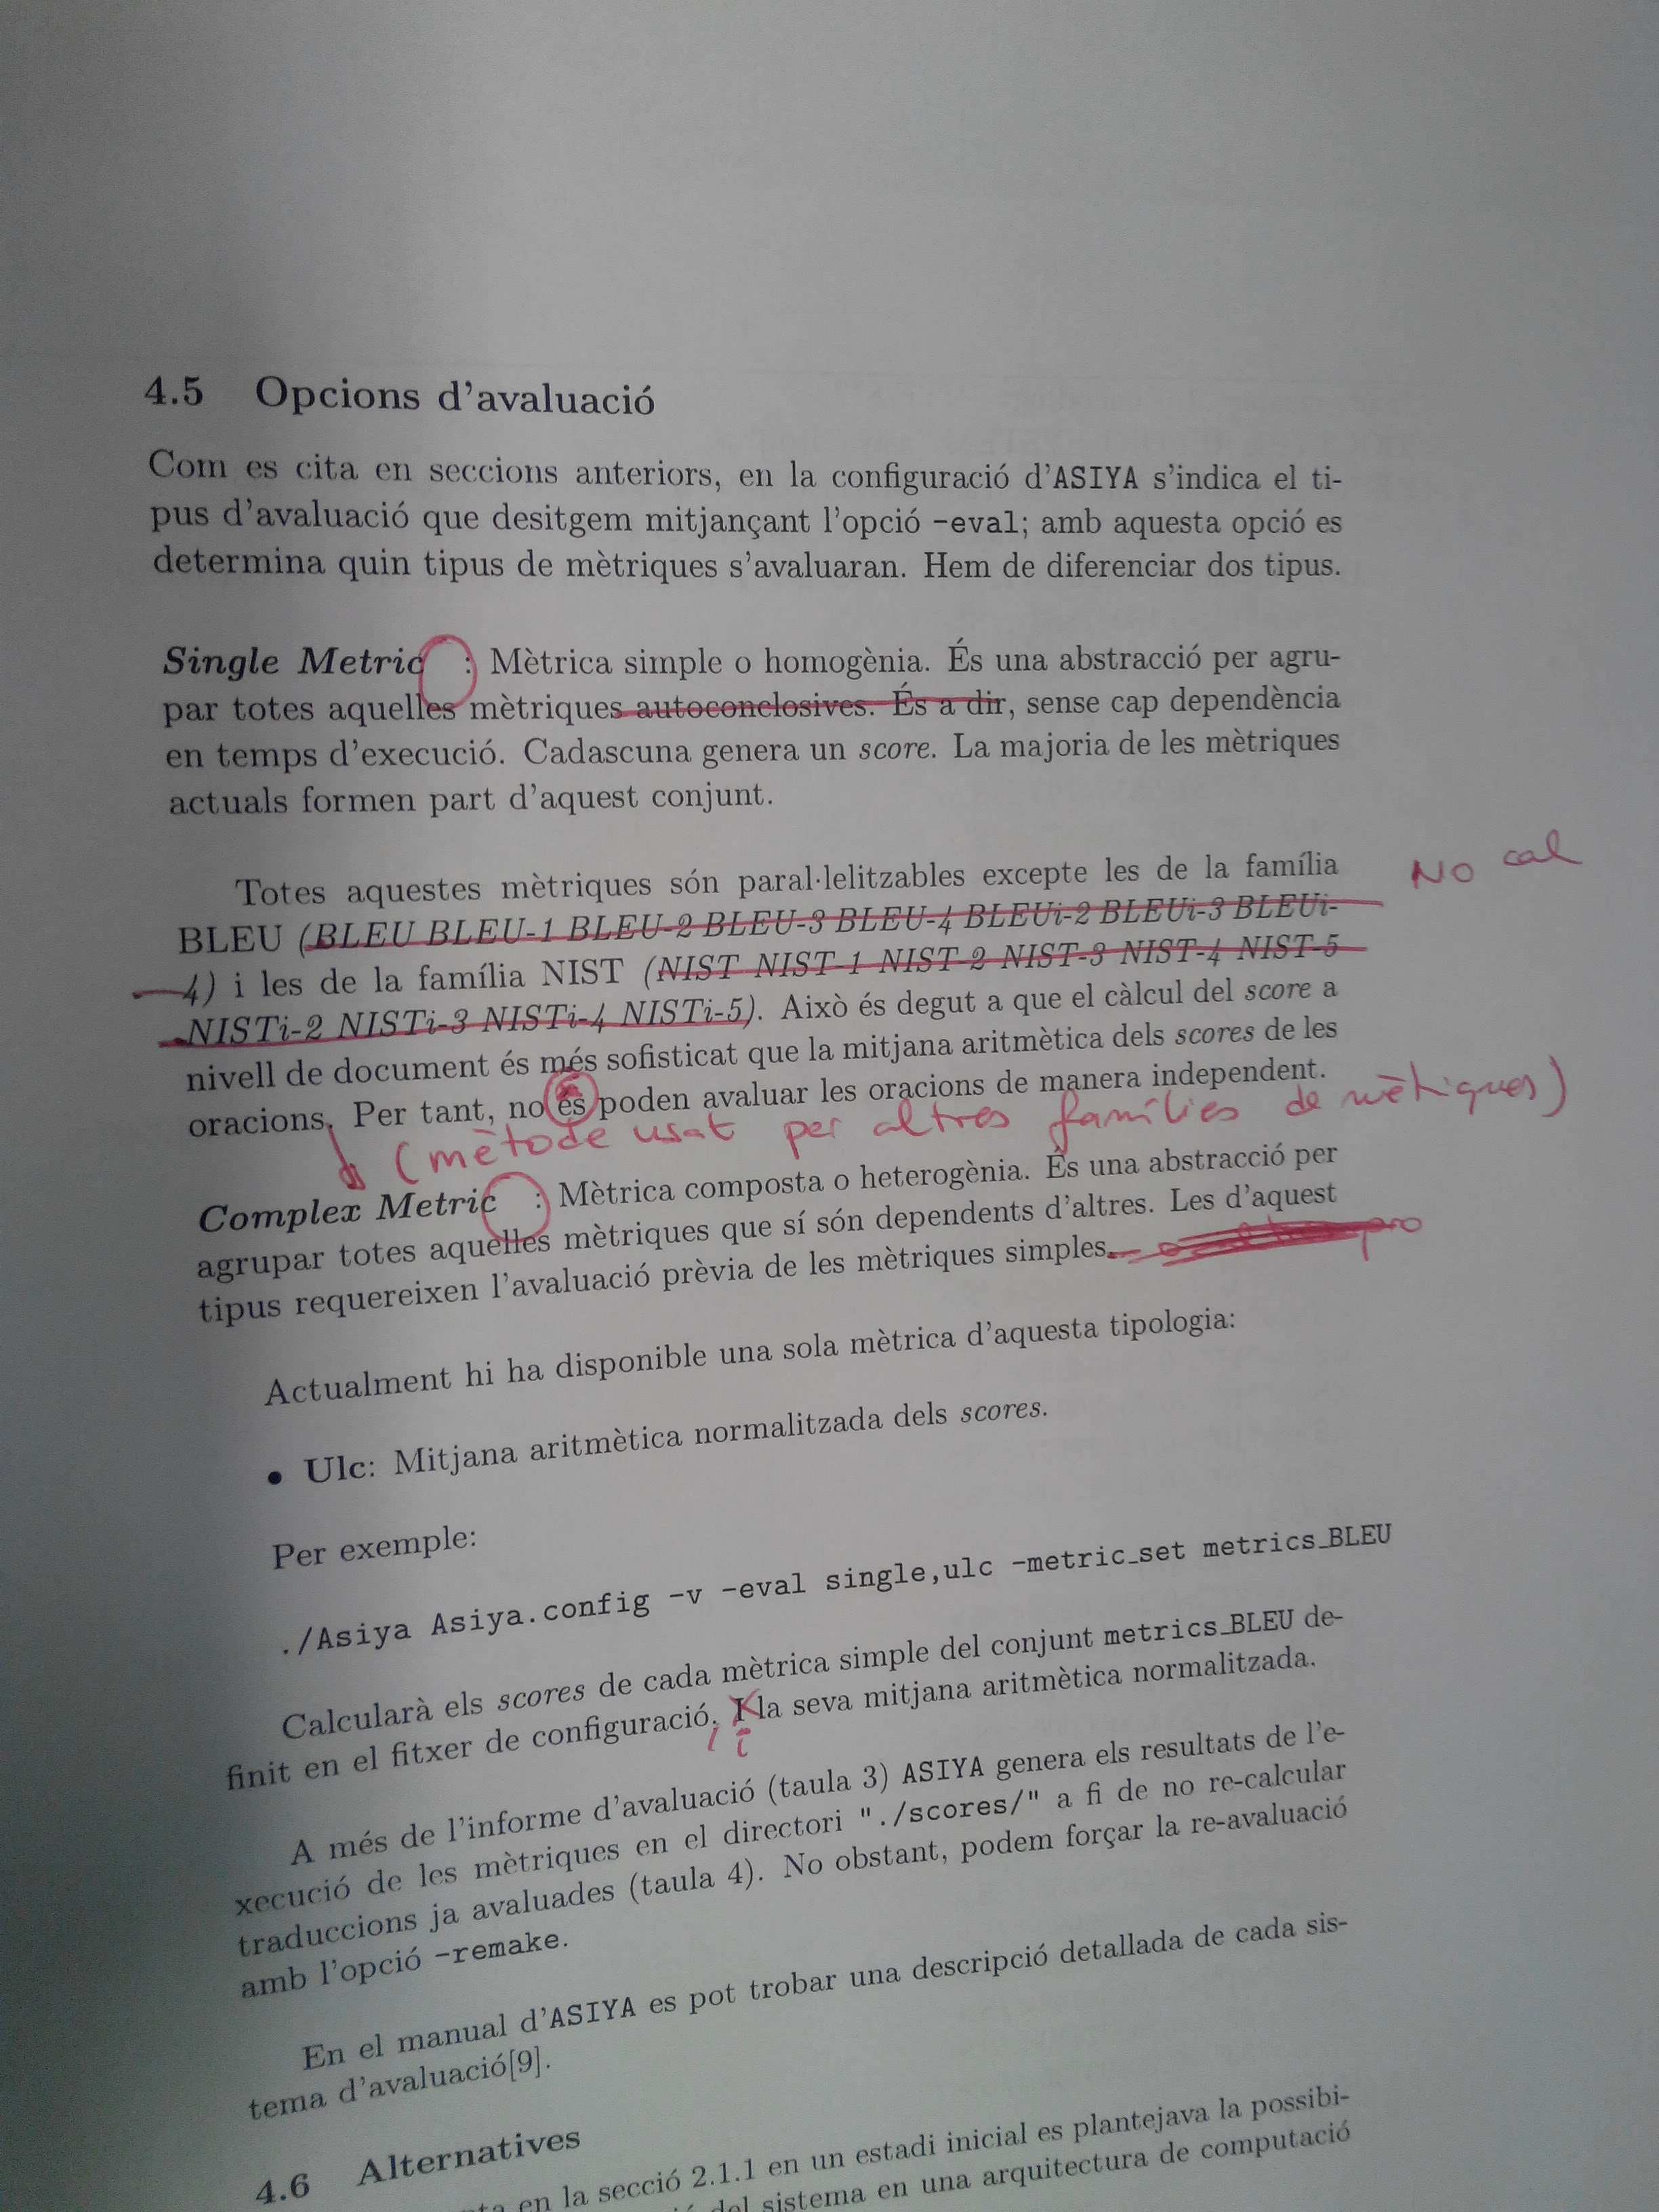 4.5 Opcions d'avaluació
Com es cita en seccions anteriors, en la configuració d'ASIYA s'indica el ti-
pus d'avaluació que desitgem mitjançant l'opció -eval; amb aquesta opció es
determina quin tipus de mètriques s'avaluaran. Hem de diferenciar dos tipus.
Single Metric : Mètrica simple o homogènia. És una abstracció per agru-
par totes aquelles mètriques autoconclosives. És a dir, sense cap dependència
en temps d'execució. Cadascuna genera un score. La majoria de les mètriques
actuals formen part d'aquest conjunt.
Totes aquestes mètriques són paral·lelitzables excepte les de la família
No cal
BLEU (BLEU BLEU-1 BLEU-2 BLEU-3 BLEU-4 BLEUi-2 BLEUi-3 BLEUi-
4) i les de la família NIST (NIST NIST-1 NIST-2 NIST-3 NIST-4 NIST-5
NISTi-2 NISTi-3 NISTi-4 NISTi-5). Això és degut a que el càlcul del score a
nivell de document és més sofisticat que la mitjana aritmètica dels scores de les
oracions. Per tant, no és poden avaluar les oracions de manera independent.
(mètode usat per altres famílies de mètriques)
Complex Metric : Mètrica composta o heterogènia. És una abstracció per
agrupar totes aquelles mètriques que sí són dependents d'altres. Les d'aquest
tipus requereixen l'avaluació prèvia de les mètriques simples.
Actualment hi ha disponible una sola mètrica d'aquesta tipologia:
• Ulc: Mitjana aritmètica normalitzada dels scores.
Per exemple:
./Asiya Asiya.config -v -eval single,ulc -metric_set metrics_BLEU
Calcularà els scores de cada mètrica simple del conjunt metrics_BLEU de-
finit en el fitxer de configuració. I la seva mitjana aritmètica normalitzada.
, i
A més de l'informe d'avaluació (taula 3) ASIYA genera els resultats de l'e-
xecució de les mètriques en el directori "./scores/" a fi de no re-calcular
traduccions ja avaluades (taula 4). No obstant, podem forçar la re-avaluació
amb l'opció -remake.
En el manual d'ASIYA es pot trobar una descripció detallada de cada sis-
tema d'avaluació[9].
4.6 Alternatives
en la secció 2.1.1 en un estadi inicial es plantejava la possibi-
del sistema en una arquitectura de computació